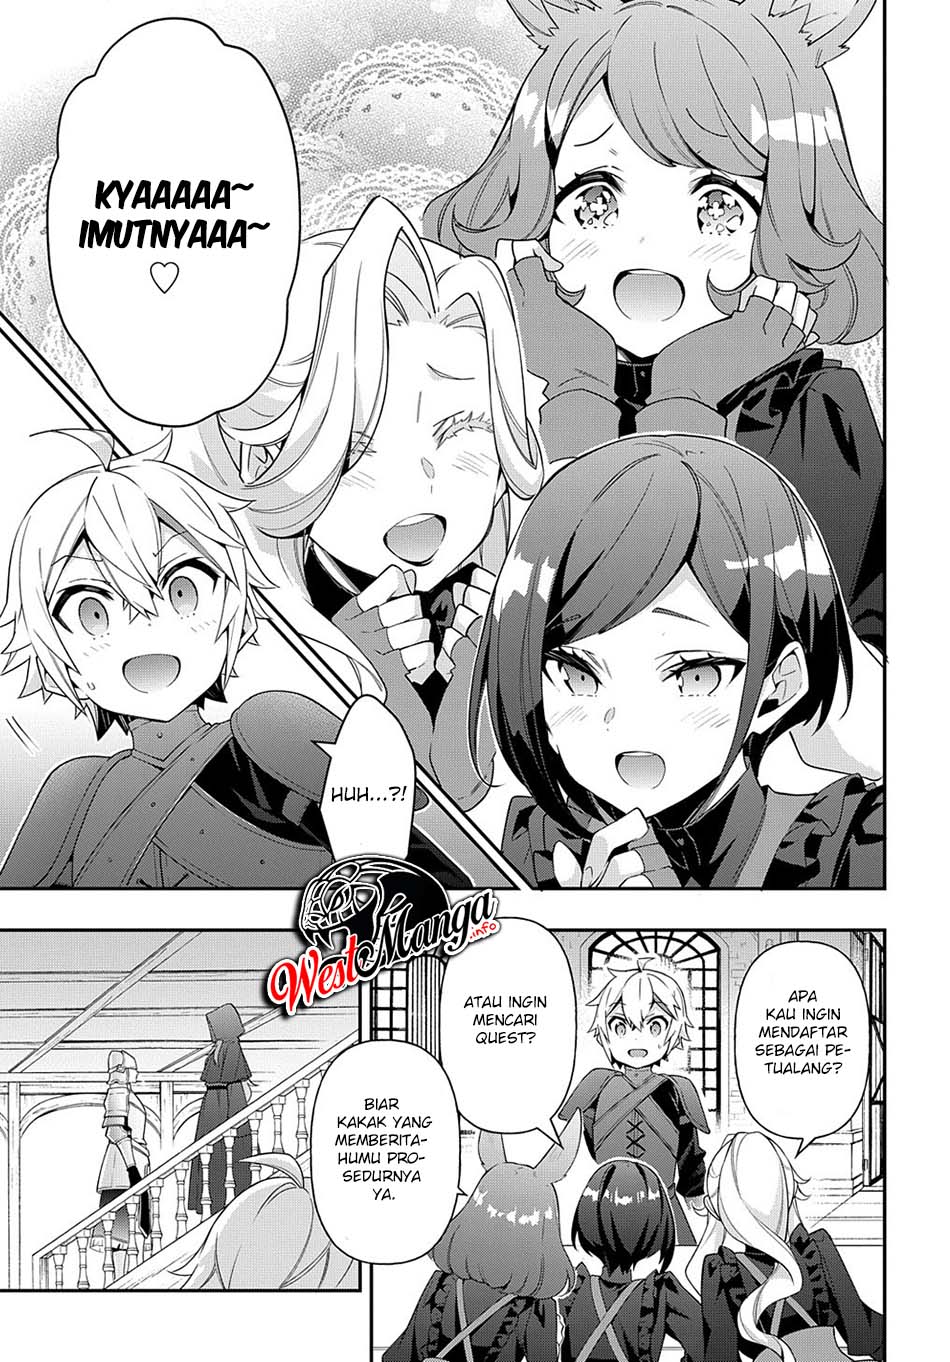 KYAAAAA~
IMUTNYAAA~
♡
HUH...?!
WestManga
.info
APA
KAU INGIN
MENDAFTAR
SEBAGAI PE-
TUALANG?
ATAU INGIN
MENCARI
QUEST?
BIAR
KAKAK YANG
MEMBERITA-
HUMU PRO-
SEDURNYA
YA.